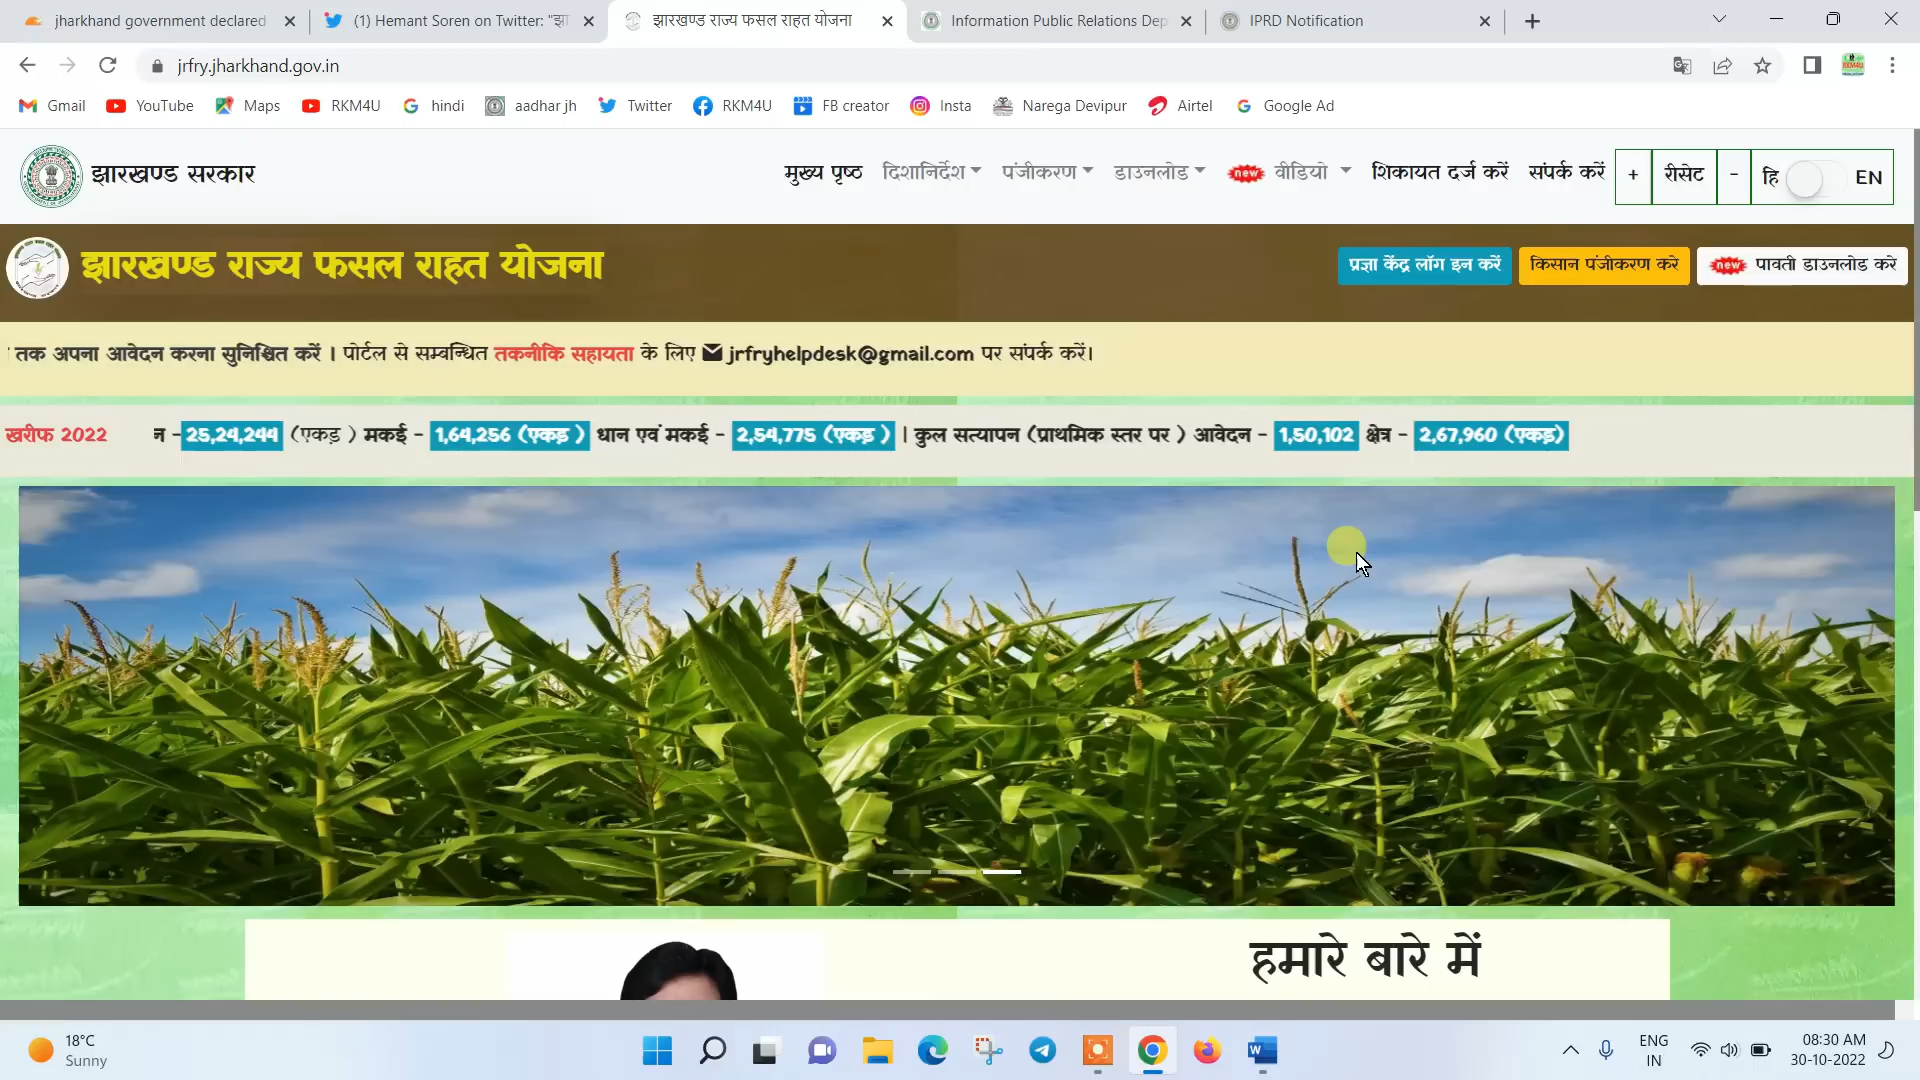 jharkhand government declared
(1) Hemant Soren on Twitter: "झा
झारखण्ड राज्य फसल राहत योजना
Information Public Relations Dep
IPRD Notification
jrfry.jharkhand.gov.in
Gmail YouTube Maps RKM4U hindi aadhar jh Twitter RKM4U FB creator Insta Narega Devipur Airtel Google Ad
झारखण्ड सरकार
मुख्य पृष्ठ दिशानिर्देश पंजीकरण डाउनलोड new वीडियो शिकायत दर्ज करें संपर्क करें + रीसेट - हि EN
झारखण्ड राज्य फसल राहत योजना
प्रज्ञा केंद्र लॉग इन करें किसान पंजीकरण करे new पावती डाउनलोड करे
तक अपना आवेदन करना सुनिश्चित करें । पोर्टल से सम्बन्धित तकनीकि सहायता के लिए jrfryhelpdesk@gmail.com पर संपर्क करें।
खरीफ 2022 न -25,24,244 (एकड़ ) मकई - 1,64,256 (एकड़ ) धान एवं मकई - 2,54,775 (एकड़ ) | कुल सत्यापन (प्राथमिक स्तर पर ) आवेदन - 1,50,102 क्षेत्र - 2,67,960 (एकड़)
हमारे बारे में
18°C
Sunny
ENG
IN
08:30 AM
30-10-2022